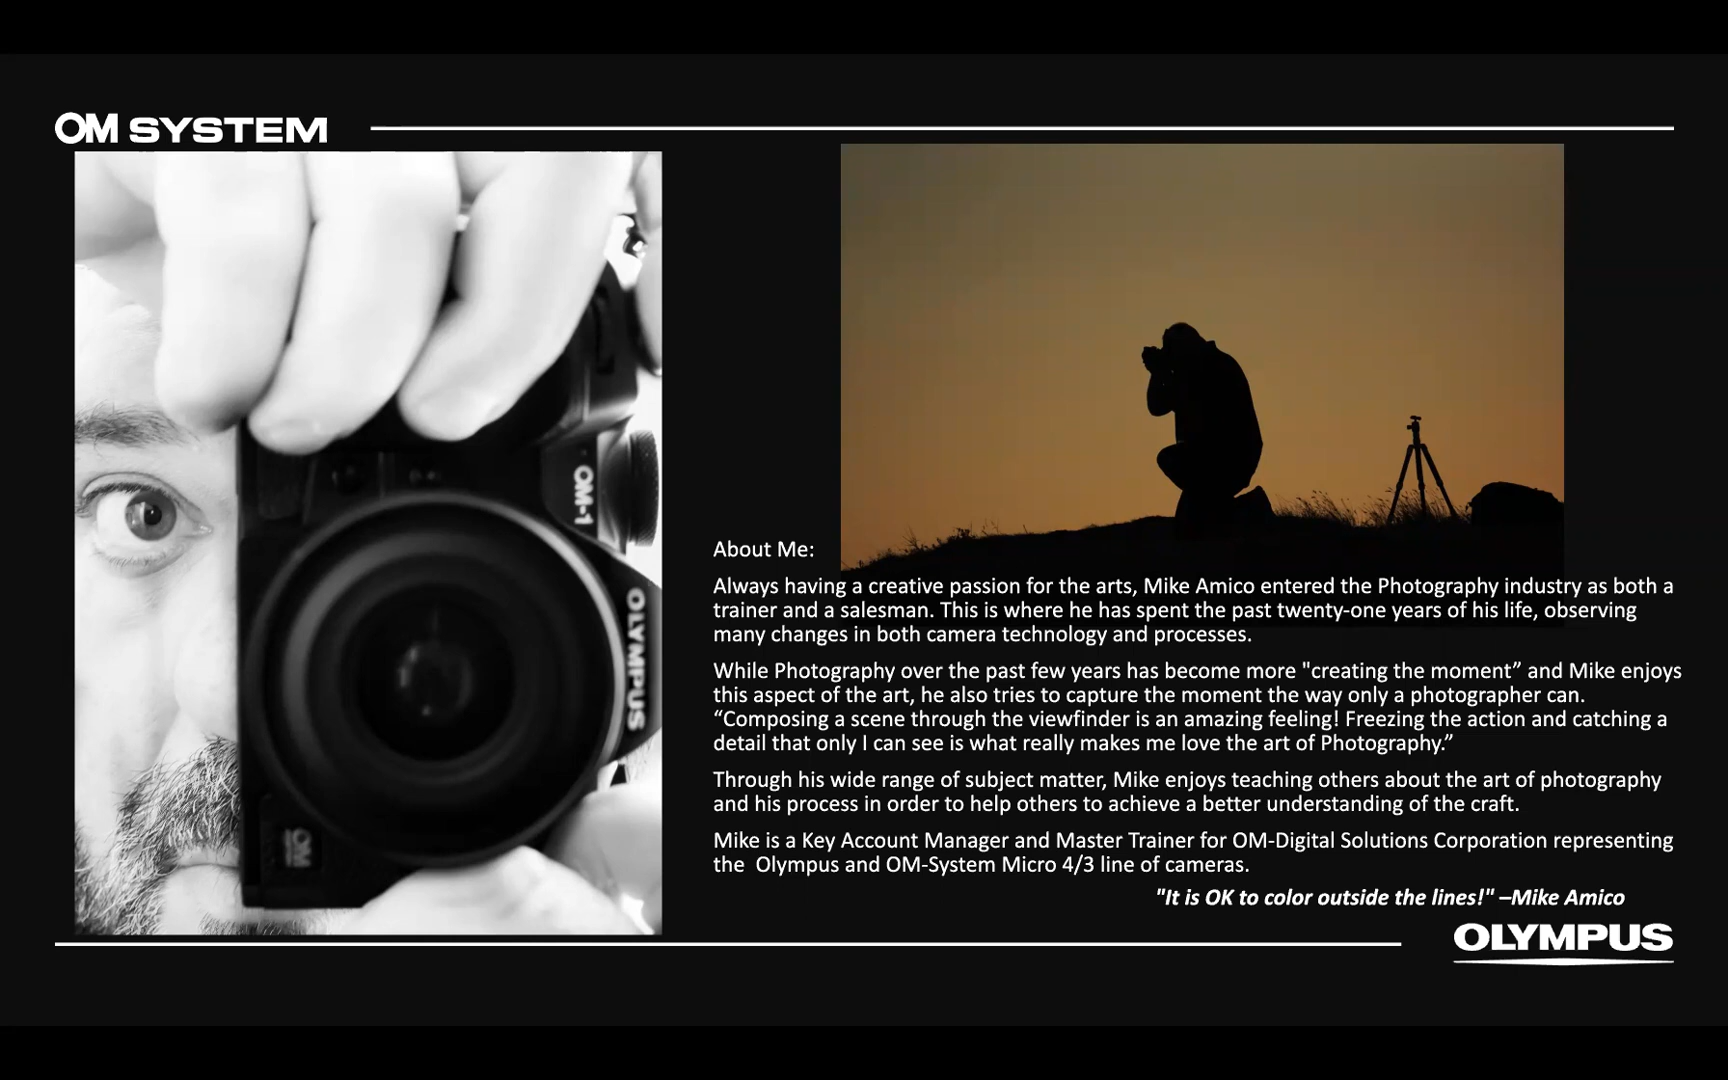 OM SYSTEM
OM-1
OLYMPUS
OM
About Me:
Always having a creative passion for the arts, Mike Amico entered the Photography industry as both a
trainer and a salesman. This is where he has spent the past twenty-one years of his life, observing
many changes in both camera technology and processes.
While Photography over the past few years has become more "creating the moment” and Mike enjoys
this aspect of the art, he also tries to capture the moment the way only a photographer can.
“Composing a scene through the viewfinder is an amazing feeling! Freezing the action and catching a
detail that only I can see is what really makes me love the art of Photography.”
Through his wide range of subject matter, Mike enjoys teaching others about the art of photography
and his process in order to help others to achieve a better understanding of the craft.
Mike is a Key Account Manager and Master Trainer for OM-Digital Solutions Corporation representing
the  Olympus and OM-System Micro 4/3 line of cameras.
"It is OK to color outside the lines!" –Mike Amico
OLYMPUS